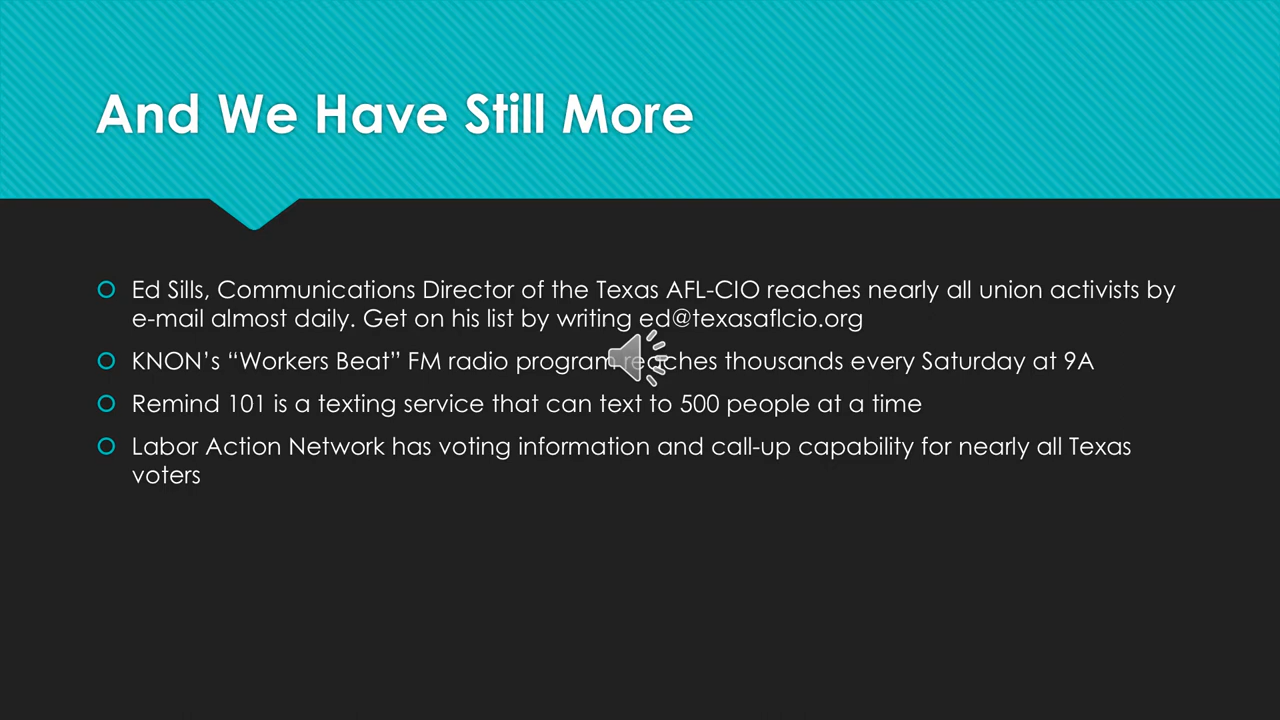 And We Have Still More
Ed Sills, Communications Director of the Texas AFL-CIO reaches nearly all union activists by
e-mail almost daily. Get on his list by writing ed@texasaflcio.org
KNON’s “Workers Beat” FM radio program reaches thousands every Saturday at 9A
Remind 101 is a texting service that can text to 500 people at a time
Labor Action Network has voting information and call-up capability for nearly all Texas
voters